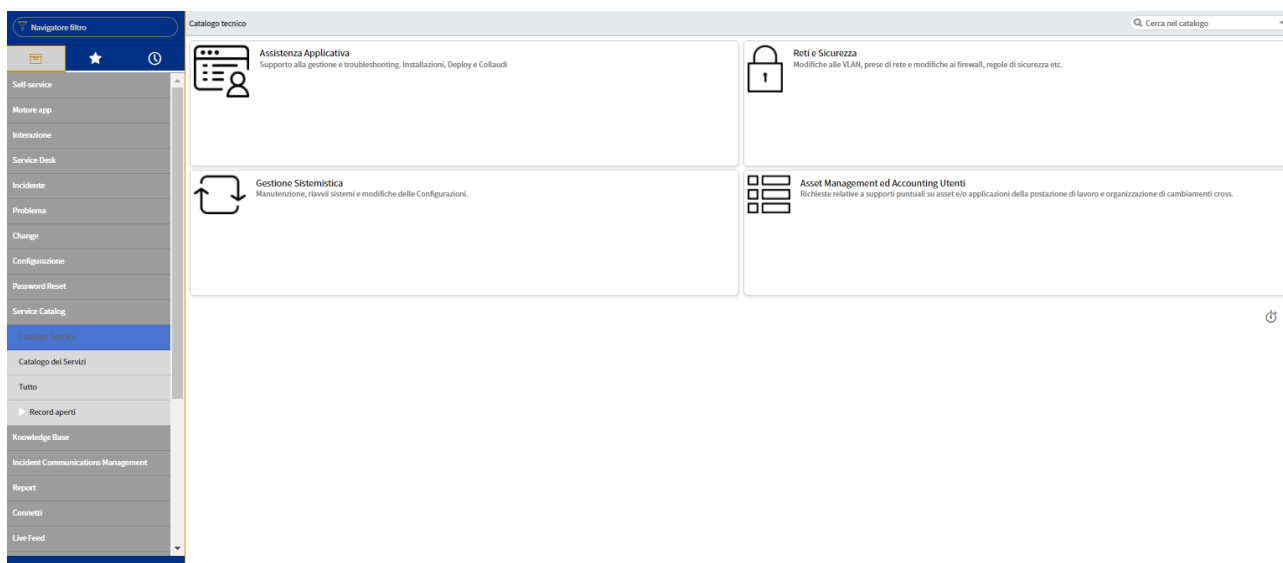 Navigatore filtro
Self-service
Motore app
Interazione
Service Desk
Incidente
Problema
Change
Configurazione
Password Reset
Service Catalog
Catalogo Tecnico
Catalogo dei Servizi
Tutto
Record aperti
Knowledge Base
Incident Communications Management
Report
Connetti
Live Feed
Catalogo tecnico
Cerca nel catalogo
Assistenza Applicativa
Supporto alla gestione e troubleshooting. Installazioni, Deploy e Collaudi
Reti e Sicurezza
Modifiche alle VLAN, prese di rete e modifiche ai firewall, regole di sicurezza etc.
Gestione Sistemistica
Manutenzione, riavvii sistemi e modifiche delle Configurazioni.
Asset Management ed Accounting Utenti
Richieste relative a supporti puntuali su asset e/o applicazioni della postazione di lavoro e organizzazione di cambiamenti cross.